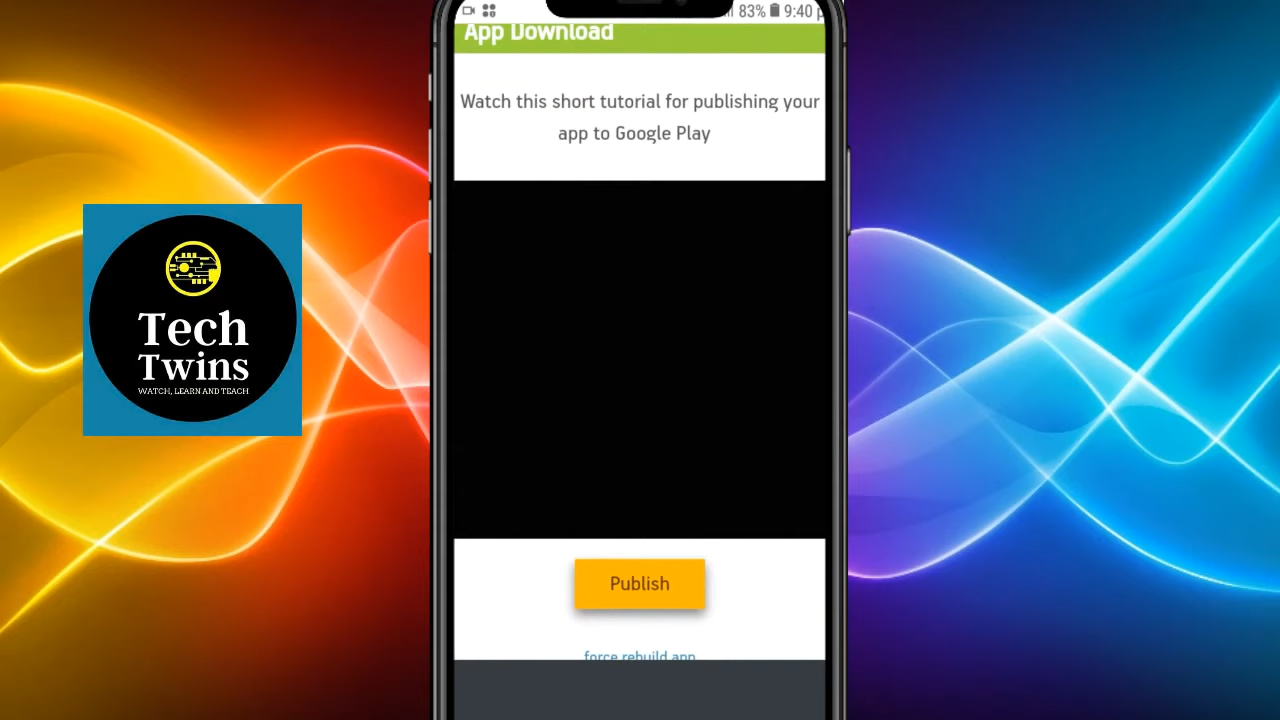 83% 9:40
App Download
Watch this short tutorial for publishing your
app to Google Play
Tech
Twins
WATCH, LEARN AND TEACH
Publish
force rebuild app